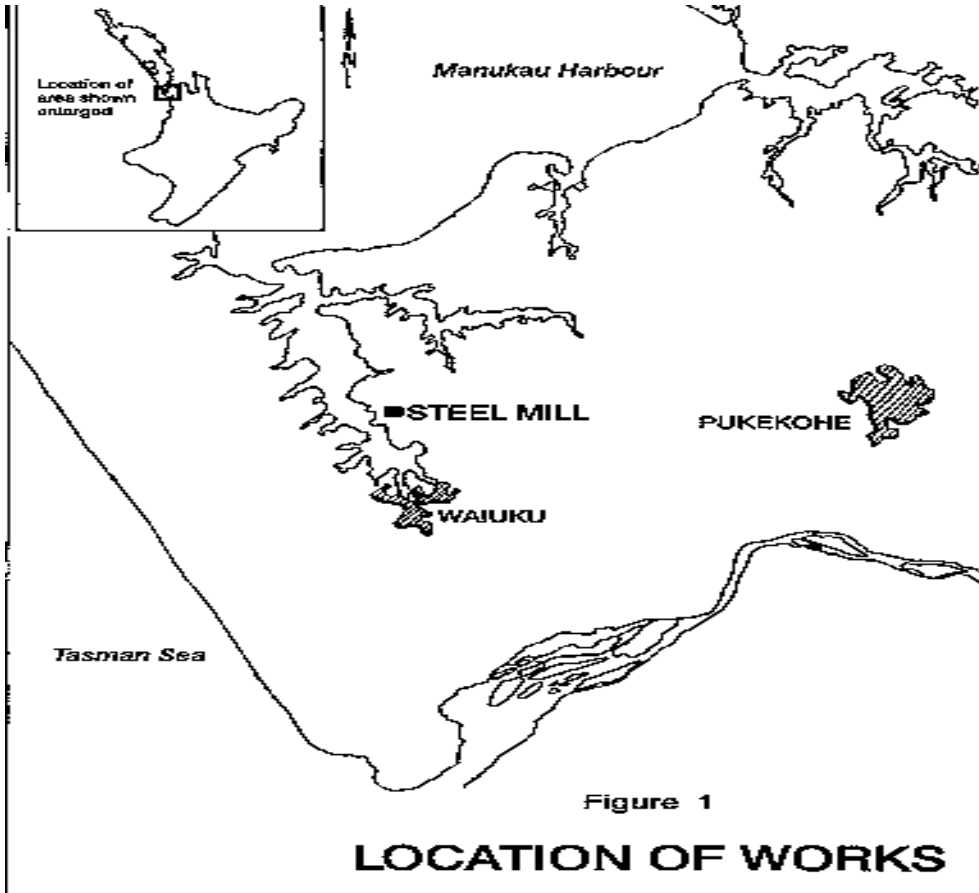 Location of
area shown
enlarged
N
Manukau Harbour
STEEL MILL
PUKEKOHE
WAIUKU
Tasman Sea
Figure 1
LOCATION OF WORKS